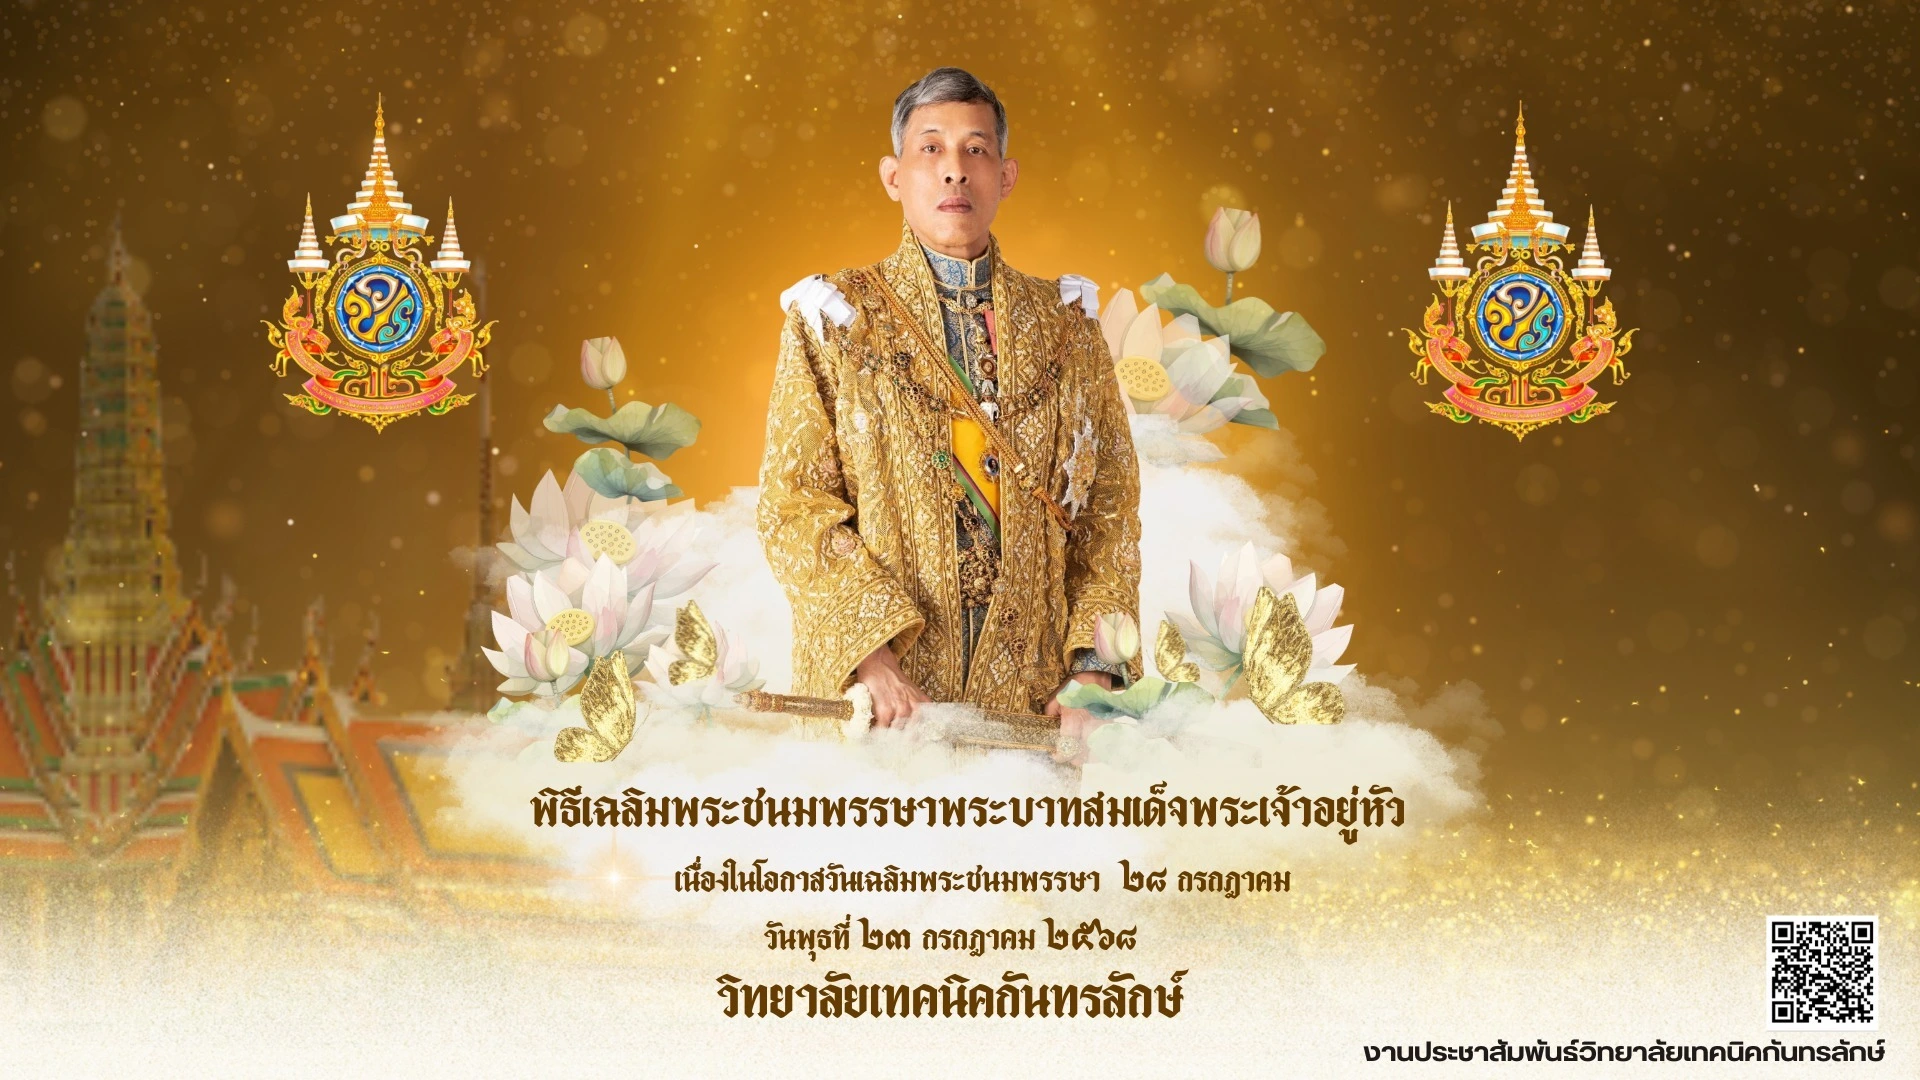 พิธีเฉลิมพระชนมพรรษาพระบาทสมเด็จพระเจ้าอยู่หัว
เนื่องในโอกาสวันเฉลิมพระชนมพรรษา ๒๘ กรกฎาคม
วันพุธที่ ๒๓ กรกฎาคม ๒๕๖๘
วิทยาลัยเทคนิคกันทรลักษ์
งานประชาสัมพันธ์วิทยาลัยเทคนิคกันทรลักษ์